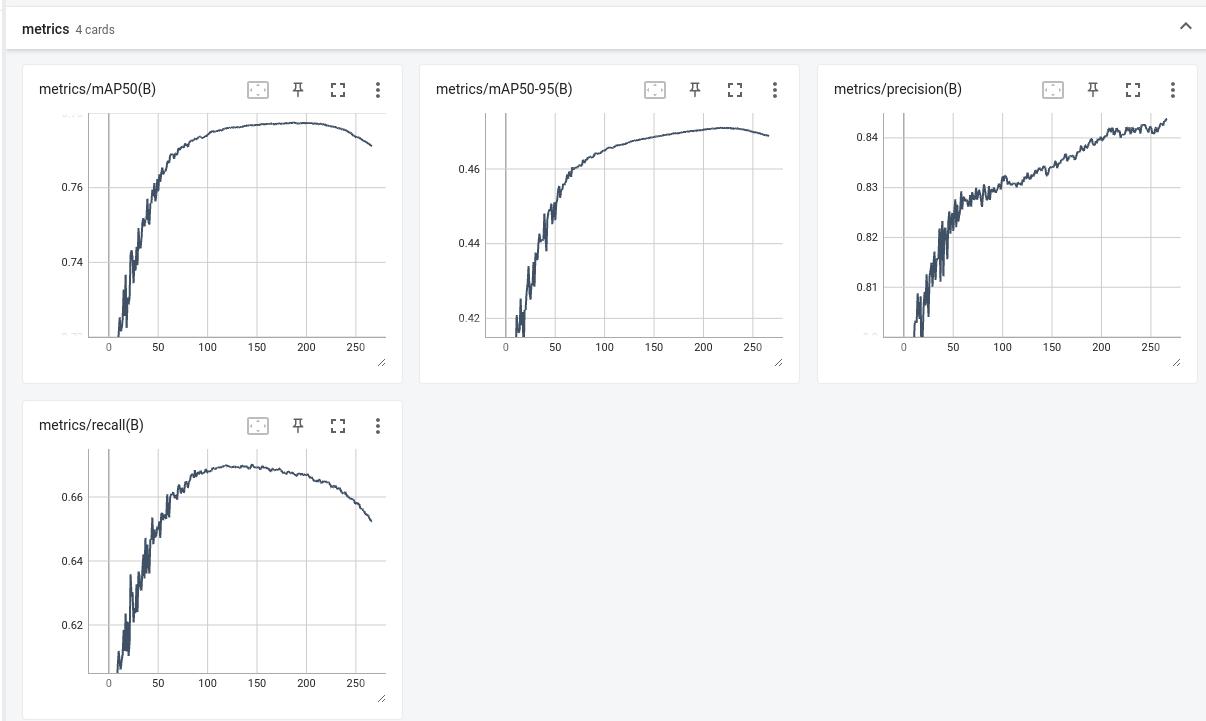 metrics 4 cards
metrics/mAP50(B)
0.76
0.74
0 50 100 150 200 250
metrics/mAP50-95(B)
0.46
0.44
0.42
0 50 100 150 200 250
metrics/precision(B)
0.84
0.83
0.82
0.81
0 50 100 150 200 250
metrics/recall(B)
0.66
0.64
0.62
0 50 100 150 200 250